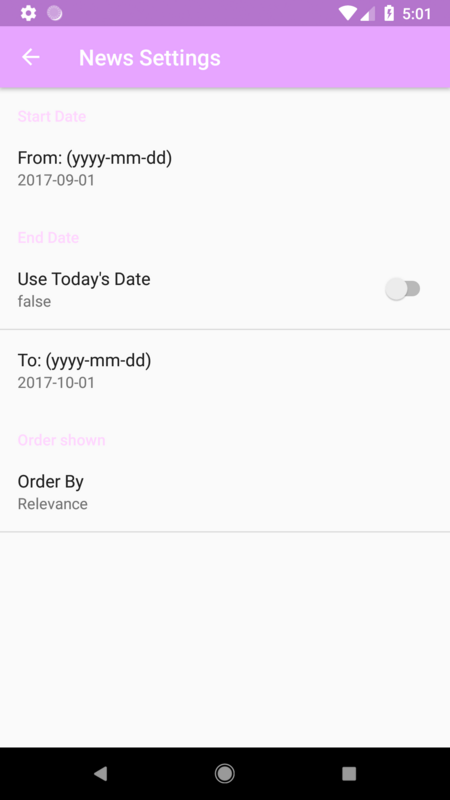 5:01
News Settings
Start Date
From: (yyyy-mm-dd)
2017-09-01
End Date
Use Today's Date
false
To: (yyyy-mm-dd)
2017-10-01
Order shown
Order By
Relevance